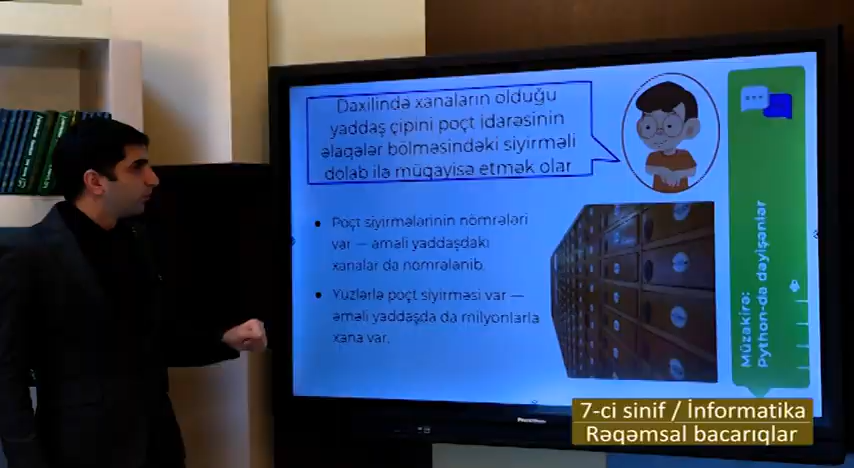 Daxilində xanaların olduğu
yaddaş çipini poçt idarəsinin
əlaqələr bölməsindəki siyirməli
dolab ilə müqayisə etmək olar
• Poçt siyirmələrinin nömrələri
var — əməli yaddaşdakı
xanalar da nömrələnib.
• Yüzlərlə poçt siyirməsi var —
əməli yaddaşda da milyonlarla
xana var.
Müzakirə:
Python-da dəyişənlər
7-ci sinif / İnformatika
Rəqəmsal bacarıqlar